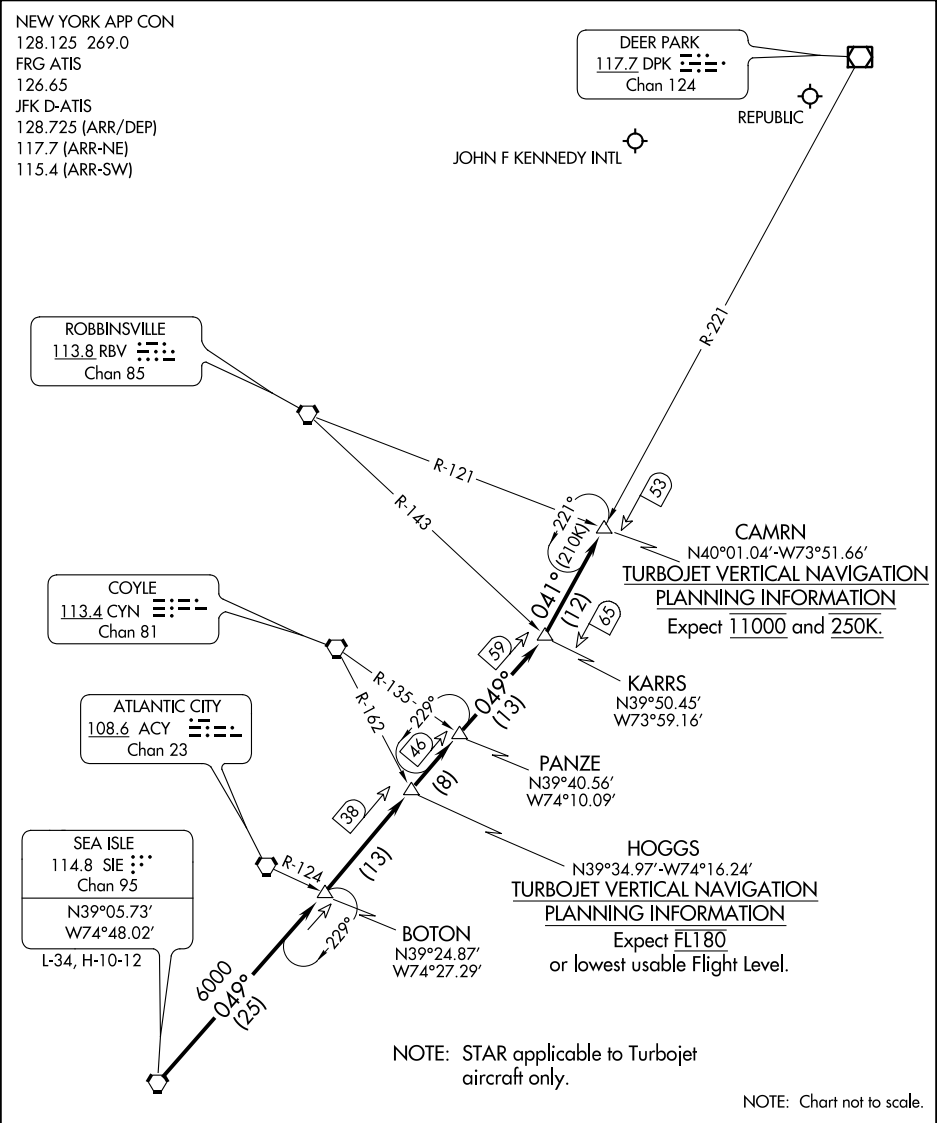 NEW YORK APP CON
128.125 269.0
FRG ATIS
126.65
JFK D-ATIS
128.725 (ARR/DEP)
117.7 (ARR-NE)
115.4 (ARR-SW)
DEER PARK
117.7 DPK
Chan 124
REPUBLIC
JOHN F KENNEDY INTL
R-221
ROBBINSVILLE
113.8 RBV
Chan 85
R-121
R-143
53
221°
(210K)
041°
(12)
CAMRN
N40°01.04'-W73°51.66'
TURBOJET VERTICAL NAVIGATION
PLANNING INFORMATION
Expect 11000 and 250K.
COYLE
113.4 CYN
Chan 81
R-135
R-162
59
65
KARRS
N39°50.45'
W73°59.16'
049°
(13)
229°
46
ATLANTIC CITY
108.6 ACY
Chan 23
PANZE
N39°40.56'
W74°10.09'
(8)
38
HOGGS
N39°34.97'-W74°16.24'
TURBOJET VERTICAL NAVIGATION
PLANNING INFORMATION
Expect FL180
or lowest usable Flight Level.
SEA ISLE
114.8 SIE
Chan 95
N39°05.73'
W74°48.02'
L-34, H-10-12
R-124
(13)
229°
BOTON
N39°24.87'
W74°27.29'
6000
049°
(25)
NOTE: STAR applicable to Turbojet
aircraft only.
NOTE: Chart not to scale.